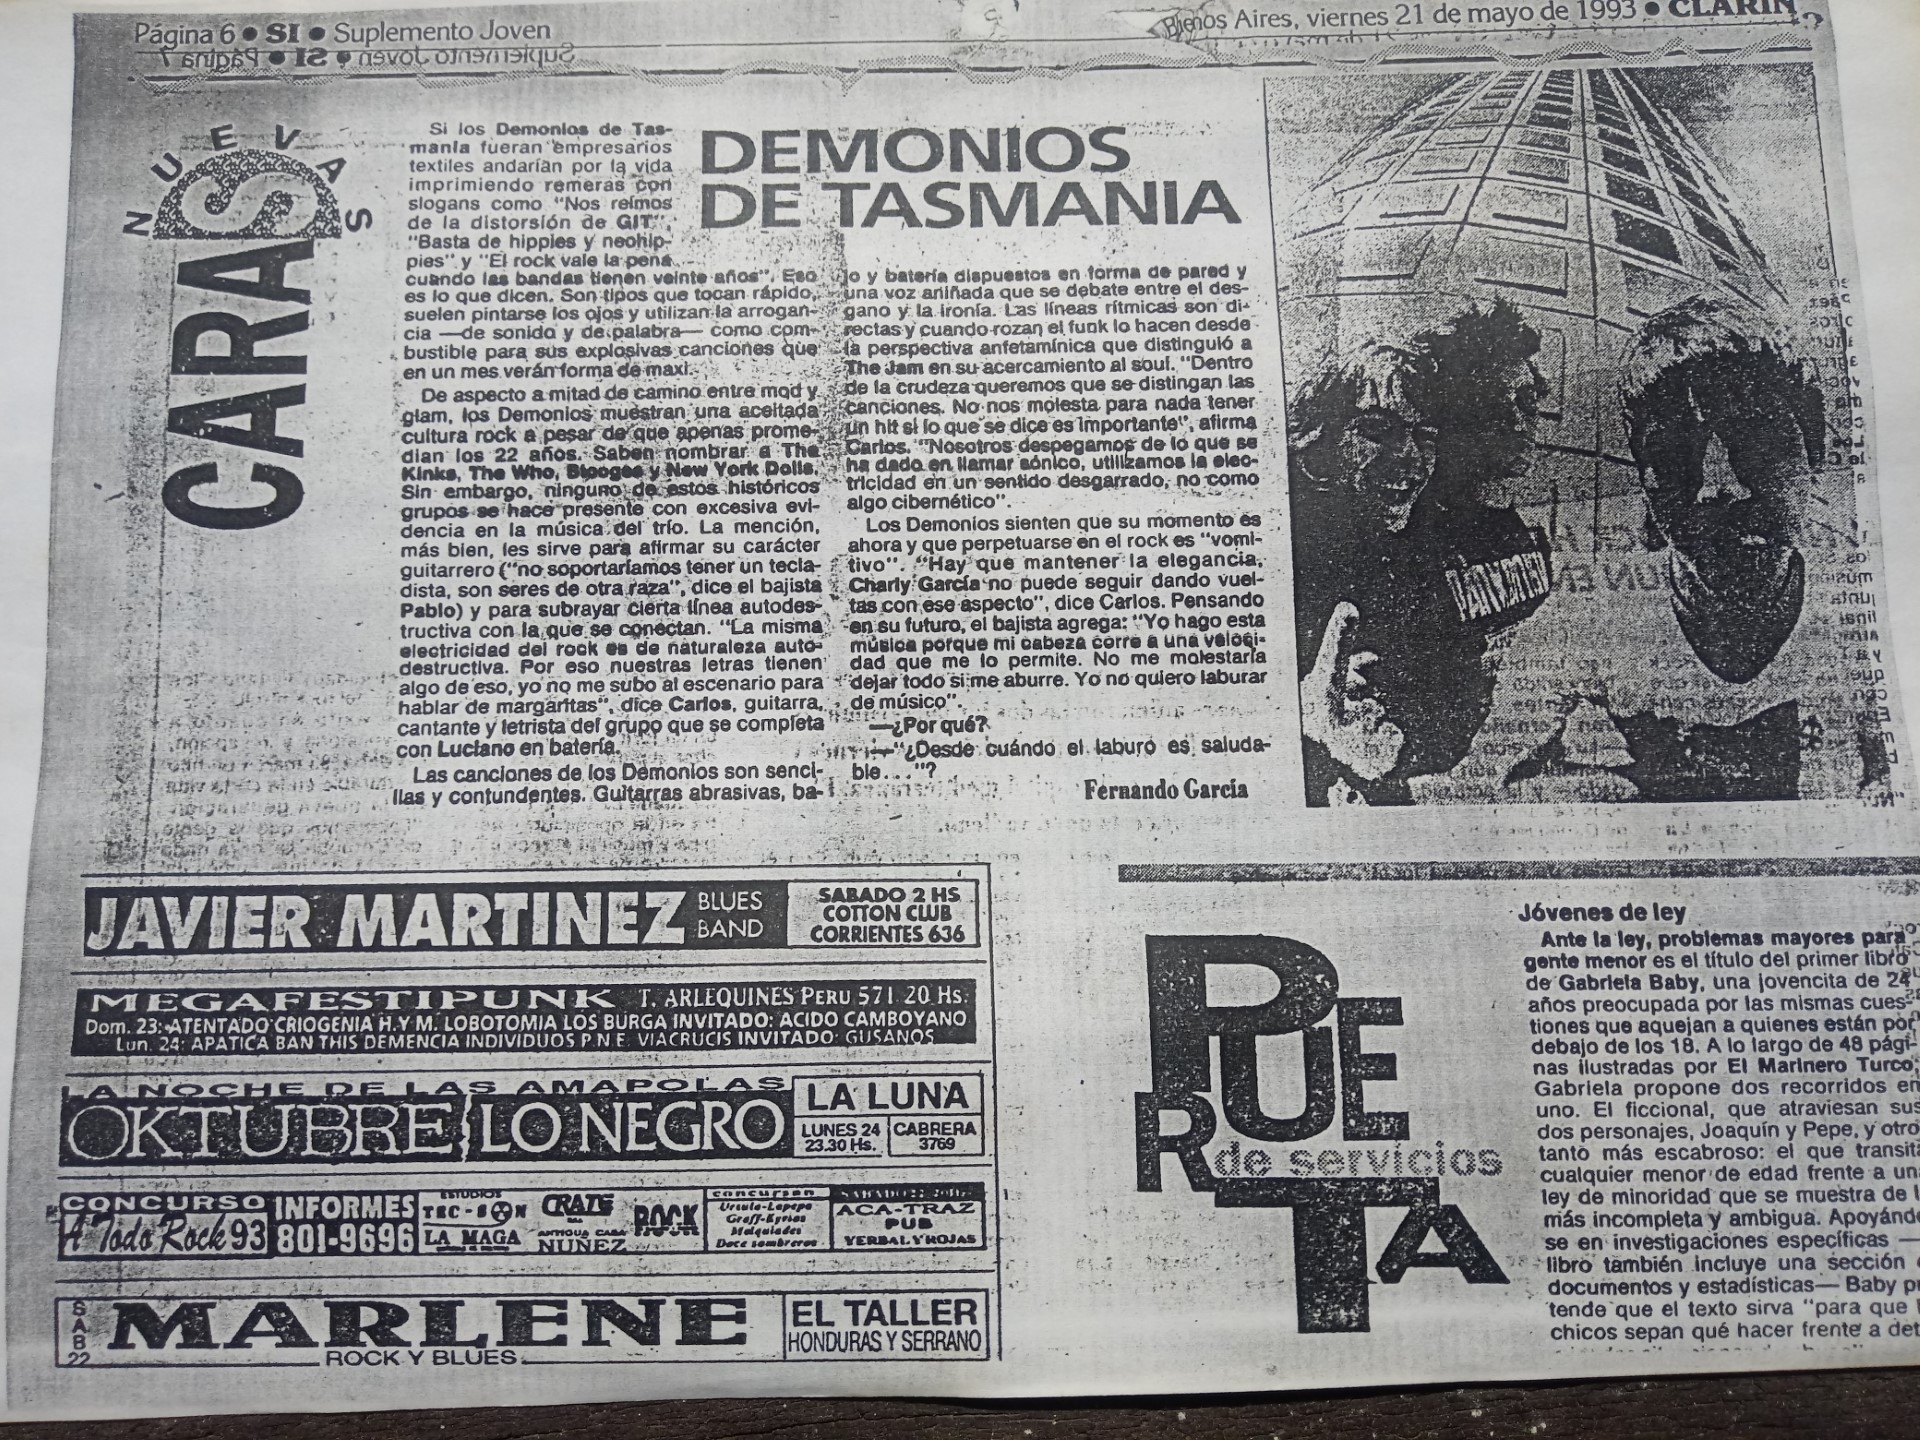 Página 6 ● SI ● Suplemento Joven
Buenos Aires, viernes 21 de mayo de 1993 ● CLARIN
NUEVAS
CARAS
DEMONIOS
DE TASMANIA
Si los Demonios de Tas-
mania fueran empresarios
textiles andarían por la vida
imprimiendo remeras con
slogans como "Nos reímos
de la distorsión de GIT",
"Basta de hippies y neohip-
pies" y "El rock vale la pena
cuando las bandas tienen veinte años". Eso
es lo que dicen. Son tipos que tocan rápido,
suelen pintarse los ojos y utilizan la arrogan-
cia —de sonido y de palabra— como com-
bustible para sus explosivas canciones que
en un mes verán forma de maxi.
De aspecto a mitad de camino entre mod y
glam, los Demonios muestran una aceitada
cultura rock a pesar de que apenas prome-
dian los 22 años. Saben nombrar a The
Kinks, The Who, Stooges y New York Dolls.
Sin embargo, ninguno de estos históricos
grupos se hace presente con excesiva evi-
dencia en la música del trío. La mención,
más bien, les sirve para afirmar su carácter
guitarrero ("no soportaríamos tener un tecla-
dista, son seres de otra raza", dice el bajista
Pablo) y para subrayar cierta línea autodes-
tructiva con la que se conectan. "La misma
electricidad del rock es de naturaleza auto-
destructiva. Por eso nuestras letras tienen
algo de eso, yo no me subo al escenario para
hablar de margaritas", dice Carlos, guitarra,
cantante y letrista del grupo que se completa
con Luciano en batería.
Las canciones de los Demonios son senci-
llas y contundentes. Guitarras abrasivas, ba-
jo y batería dispuestos en forma de pared y
una voz aniñada que se debate entre el des-
gano y la ironía. Las líneas rítmicas son di-
rectas y cuando rozan el funk lo hacen desde
la perspectiva anfetamínica que distinguió a
The Jam en su acercamiento al soul. "Dentro
de la crudeza queremos que se distingan las
canciones. No nos molesta para nada tener
un hit si lo que se dice es importante", afirma
Carlos. "Nosotros despegamos de lo que se
ha dado en llamar sónico, utilizamos la elec-
tricidad en un sentido desgarrado, no como
algo cibernético".
Los Demonios sienten que su momento es
ahora y que perpetuarse en el rock es "vomi-
tivo". "Hay que mantener la elegancia,
Charly García no puede seguir dando vuel-
tas con ese aspecto", dice Carlos. Pensando
en su futuro, el bajista agrega: "Yo hago esta
música porque mi cabeza corre a una veloci-
dad que me lo permite. No me molestaría
dejar todo si me aburre. Yo no quiero laburar
de músico".
—¿Por qué?
—"¿Desde cuándo el laburo es saluda-
ble..."?
Fernando García
JAVIER MARTINEZ BLUES BAND
SABADO 2 HS
COTTON CLUB
CORRIENTES 636
MEGAFESTIPUNK T. ARLEQUINES PERU 571 20 Hs.
Dom. 23: ATENTADO CRIOGENIA H.Y M. LOBOTOMIA LOS BURGA INVITADO: ACIDO CAMBOYANO
Lun. 24: APATICA BAN THIS DEMENCIA INDIVIDUOS P.N.E. VIACRUCIS INVITADO: GUSANOS
LA NOCHE DE LAS AMAPOLAS
OKTUBRE LO NEGRO
LA LUNA
LUNES 24
23.30 Hs.
CABRERA
3769
CONCURSO
A Todo Rock 93
INFORMES
801-9696
ESTUDIOS
TEC-SON
LA MAGA
CRATE
ANTIGUA CASA
NUÑEZ
ROCK
concursan
Doce sombreros
ACA-TRAZ
PUB
YERBAL Y ROJAS
SAB
22
MARLENE
ROCK Y BLUES
EL TALLER
HONDURAS Y SERRANO
PUERTA
de servicios
Jóvenes de ley
Ante la ley, problemas mayores para
gente menor es el título del primer libro
de Gabriela Baby, una jovencita de 24
años preocupada por las mismas cues-
tiones que aquejan a quienes están por
debajo de los 18. A lo largo de 48 pági-
nas ilustradas por El Marinero Turco,
Gabriela propone dos recorridos en
uno. El ficcional, que atraviesan sus
dos personajes, Joaquín y Pepe, y otro
tanto más escabroso: el que transita
cualquier menor de edad frente a una
ley de minoridad que se muestra de l
más incompleta y ambigua. Apoyándo
se en investigaciones específicas —
libro también incluye una sección
documentos y estadísticas— Baby pr
tende que el texto sirva "para que l
chicos sepan qué hacer frente a det